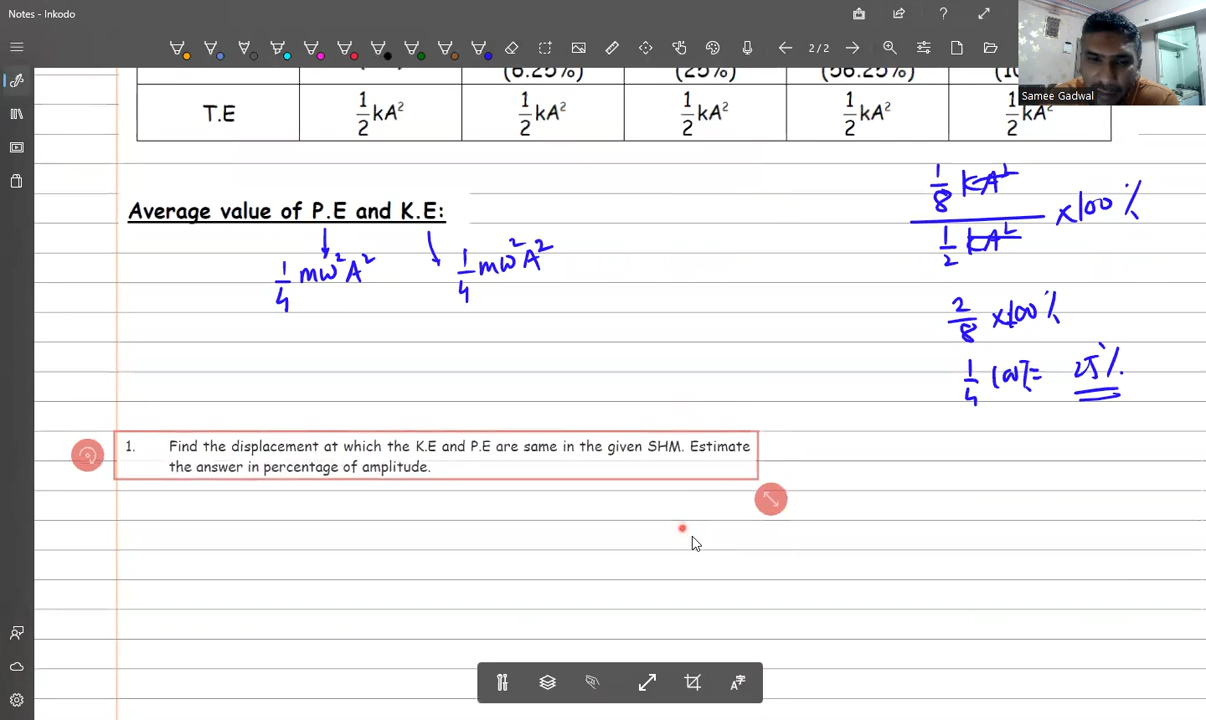 Notes - Inkodo
2/2
Samee Gadwal
(6.25%) (25%) (56.25%)
T.E 1/2 kA² 1/2 kA² 1/2 kA² 1/2 kA² 1/2 kA²
Average value of P.E and K.E:
1/4 mω²A² 1/4 mω²A²
1/8 KA² / 1/2 KA² ×100%
2/8 ×100%
1/4 100% = 25%
1. Find the displacement at which the K.E and P.E are same in the given SHM. Estimate
the answer in percentage of amplitude.